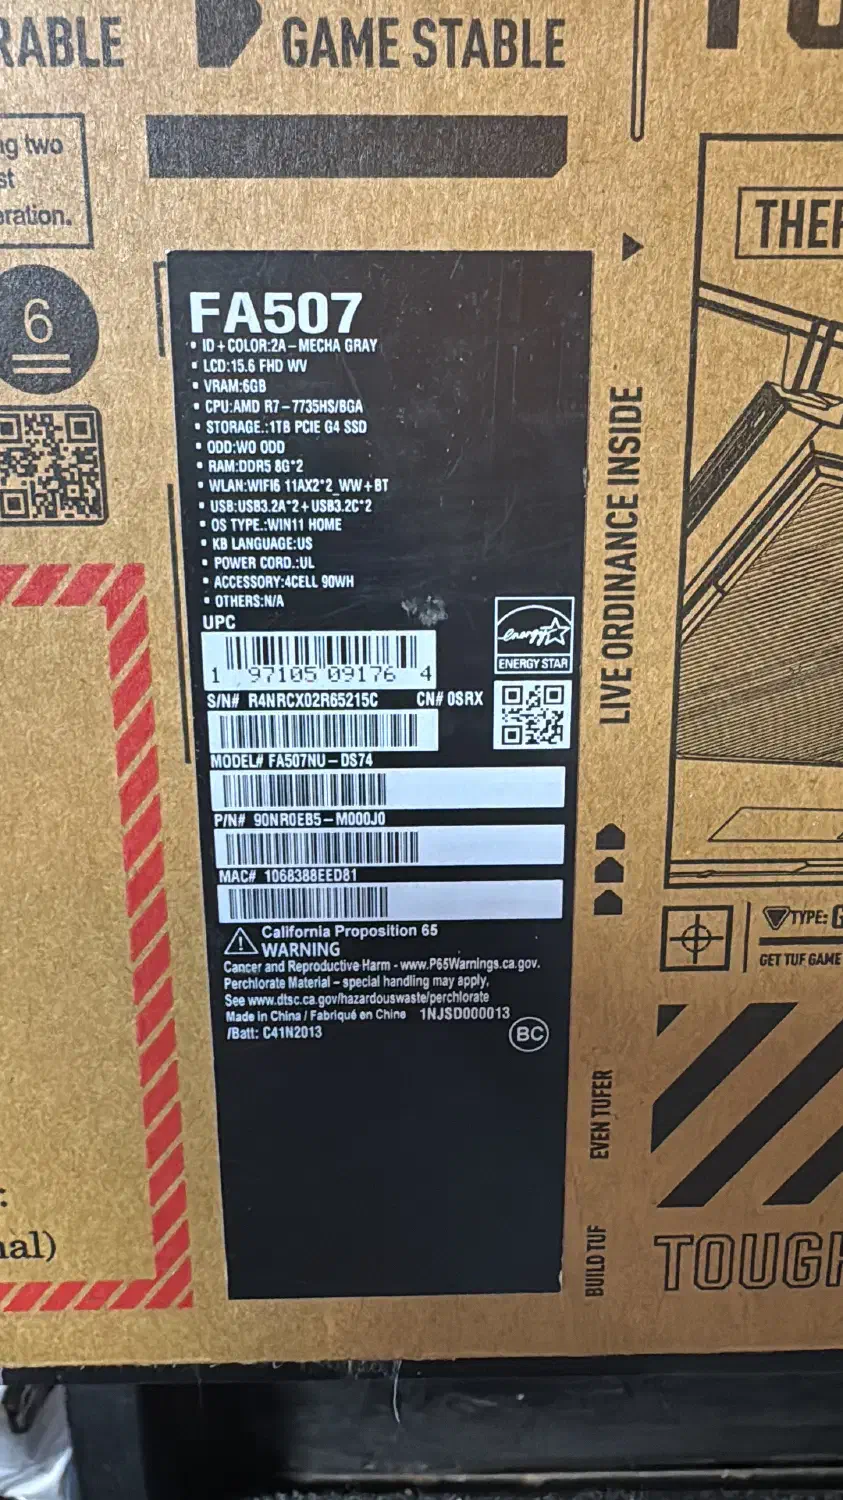 RABLE
GAME STABLE
ng two
st
eration.
THER
6
FA507
• ID+COLOR:2A-MECHA GRAY
• LCD:15.6 FHD WV
• VRAM:6GB
• CPU:AMD R7-7735HS/BGA
• STORAGE.:1TB PCIE G4 SSD
• ODD:WO ODD
• RAM:DDR5 8G*2
• WLAN:WIFI6 11AX2*2_WW+BT
• USB:USB3.2A*2+USB3.2C*2
• OS TYPE.:WIN11 HOME
• KB LANGUAGE:US
• POWER CORD.:UL
• ACCESSORY:4CELL 90WH
• OTHERS:N/A
UPC
1 97105 09176 4
energy
ENERGY STAR
S/N# R4NRCX02R65215C CN# 0SRX
MODEL# FA507NU-DS74
P/N# 90NR0EB5-M000J0
MAC# 1068388EED81
California Proposition 65
WARNING
Cancer and Reproductive Harm - www.P65Warnings.ca.gov.
Perchlorate Material - special handling may apply,
See www.dtsc.ca.gov/hazardouswaste/perchlorate
Made in China / Fabriqué en Chine 1NJSD000013
/Batt: C41N2013
BC
LIVE ORDINANCE INSIDE
TYPE: G
GET TUF GAME
EVEN TUFER
BUILD TUF
TOUGH
:
nal)